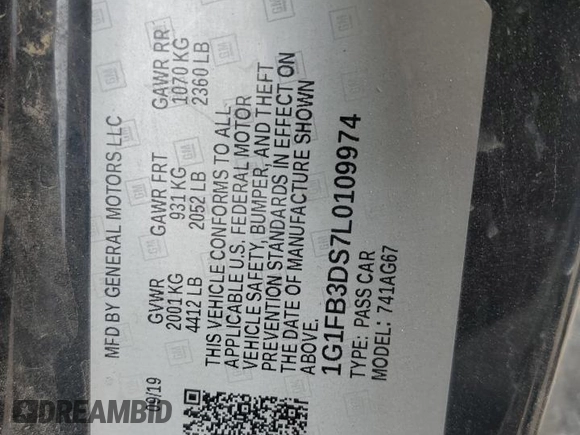 MFD BY GENERAL MOTORS LLC
GVWR GAWR FRT GAWR RR
2001 KG 931 KG 1070 KG
4412 LB 2052 LB 2360 LB
THIS VEHICLE CONFORMS TO ALL
APPLICABLE U.S. FEDERAL MOTOR
VEHICLE SAFETY, BUMPER, AND THEFT
PREVENTION STANDARDS IN EFFECT ON
THE DATE OF MANUFACTURE SHOWN
ABOVE.
1G1FB3DS7L0109974
TYPE: PASS CAR
MODEL: 741AG67
09/19
GM
DREAMBID